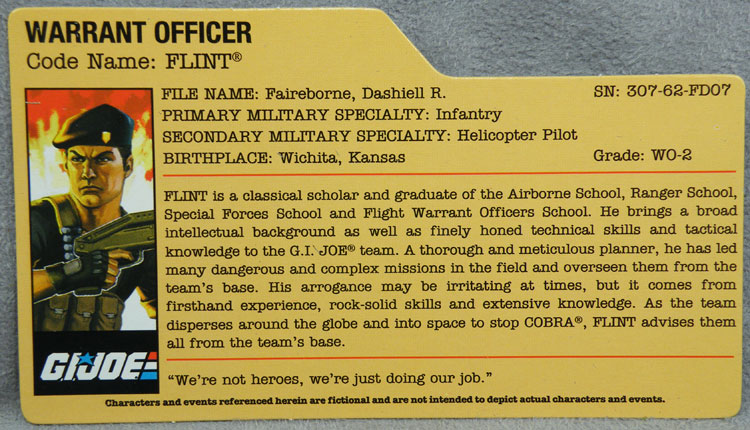 WARRANT OFFICER
Code Name: FLINT®
FILE NAME: Faireborne, Dashiell R. SN: 307-62-FD07
PRIMARY MILITARY SPECIALTY: Infantry
SECONDARY MILITARY SPECIALTY: Helicopter Pilot
BIRTHPLACE: Wichita, Kansas Grade: WO-2
FLINT is a classical scholar and graduate of the Airborne School, Ranger School,
Special Forces School and Flight Warrant Officers School. He brings a broad
intellectual background as well as finely honed technical skills and tactical
knowledge to the G.I. JOE® team. A thorough and meticulous planner, he has led
many dangerous and complex missions in the field and overseen them from the
team's base. His arrogance may be irritating at times, but it comes from
firsthand experience, rock-solid skills and extensive knowledge. As the team
disperses around the globe and into space to stop COBRA®, FLINT advises them
all from the team's base.
G.I. JOE
"We're not heroes, we're just doing our job."
Characters and events referenced herein are fictional and are not intended to depict actual characters and events.